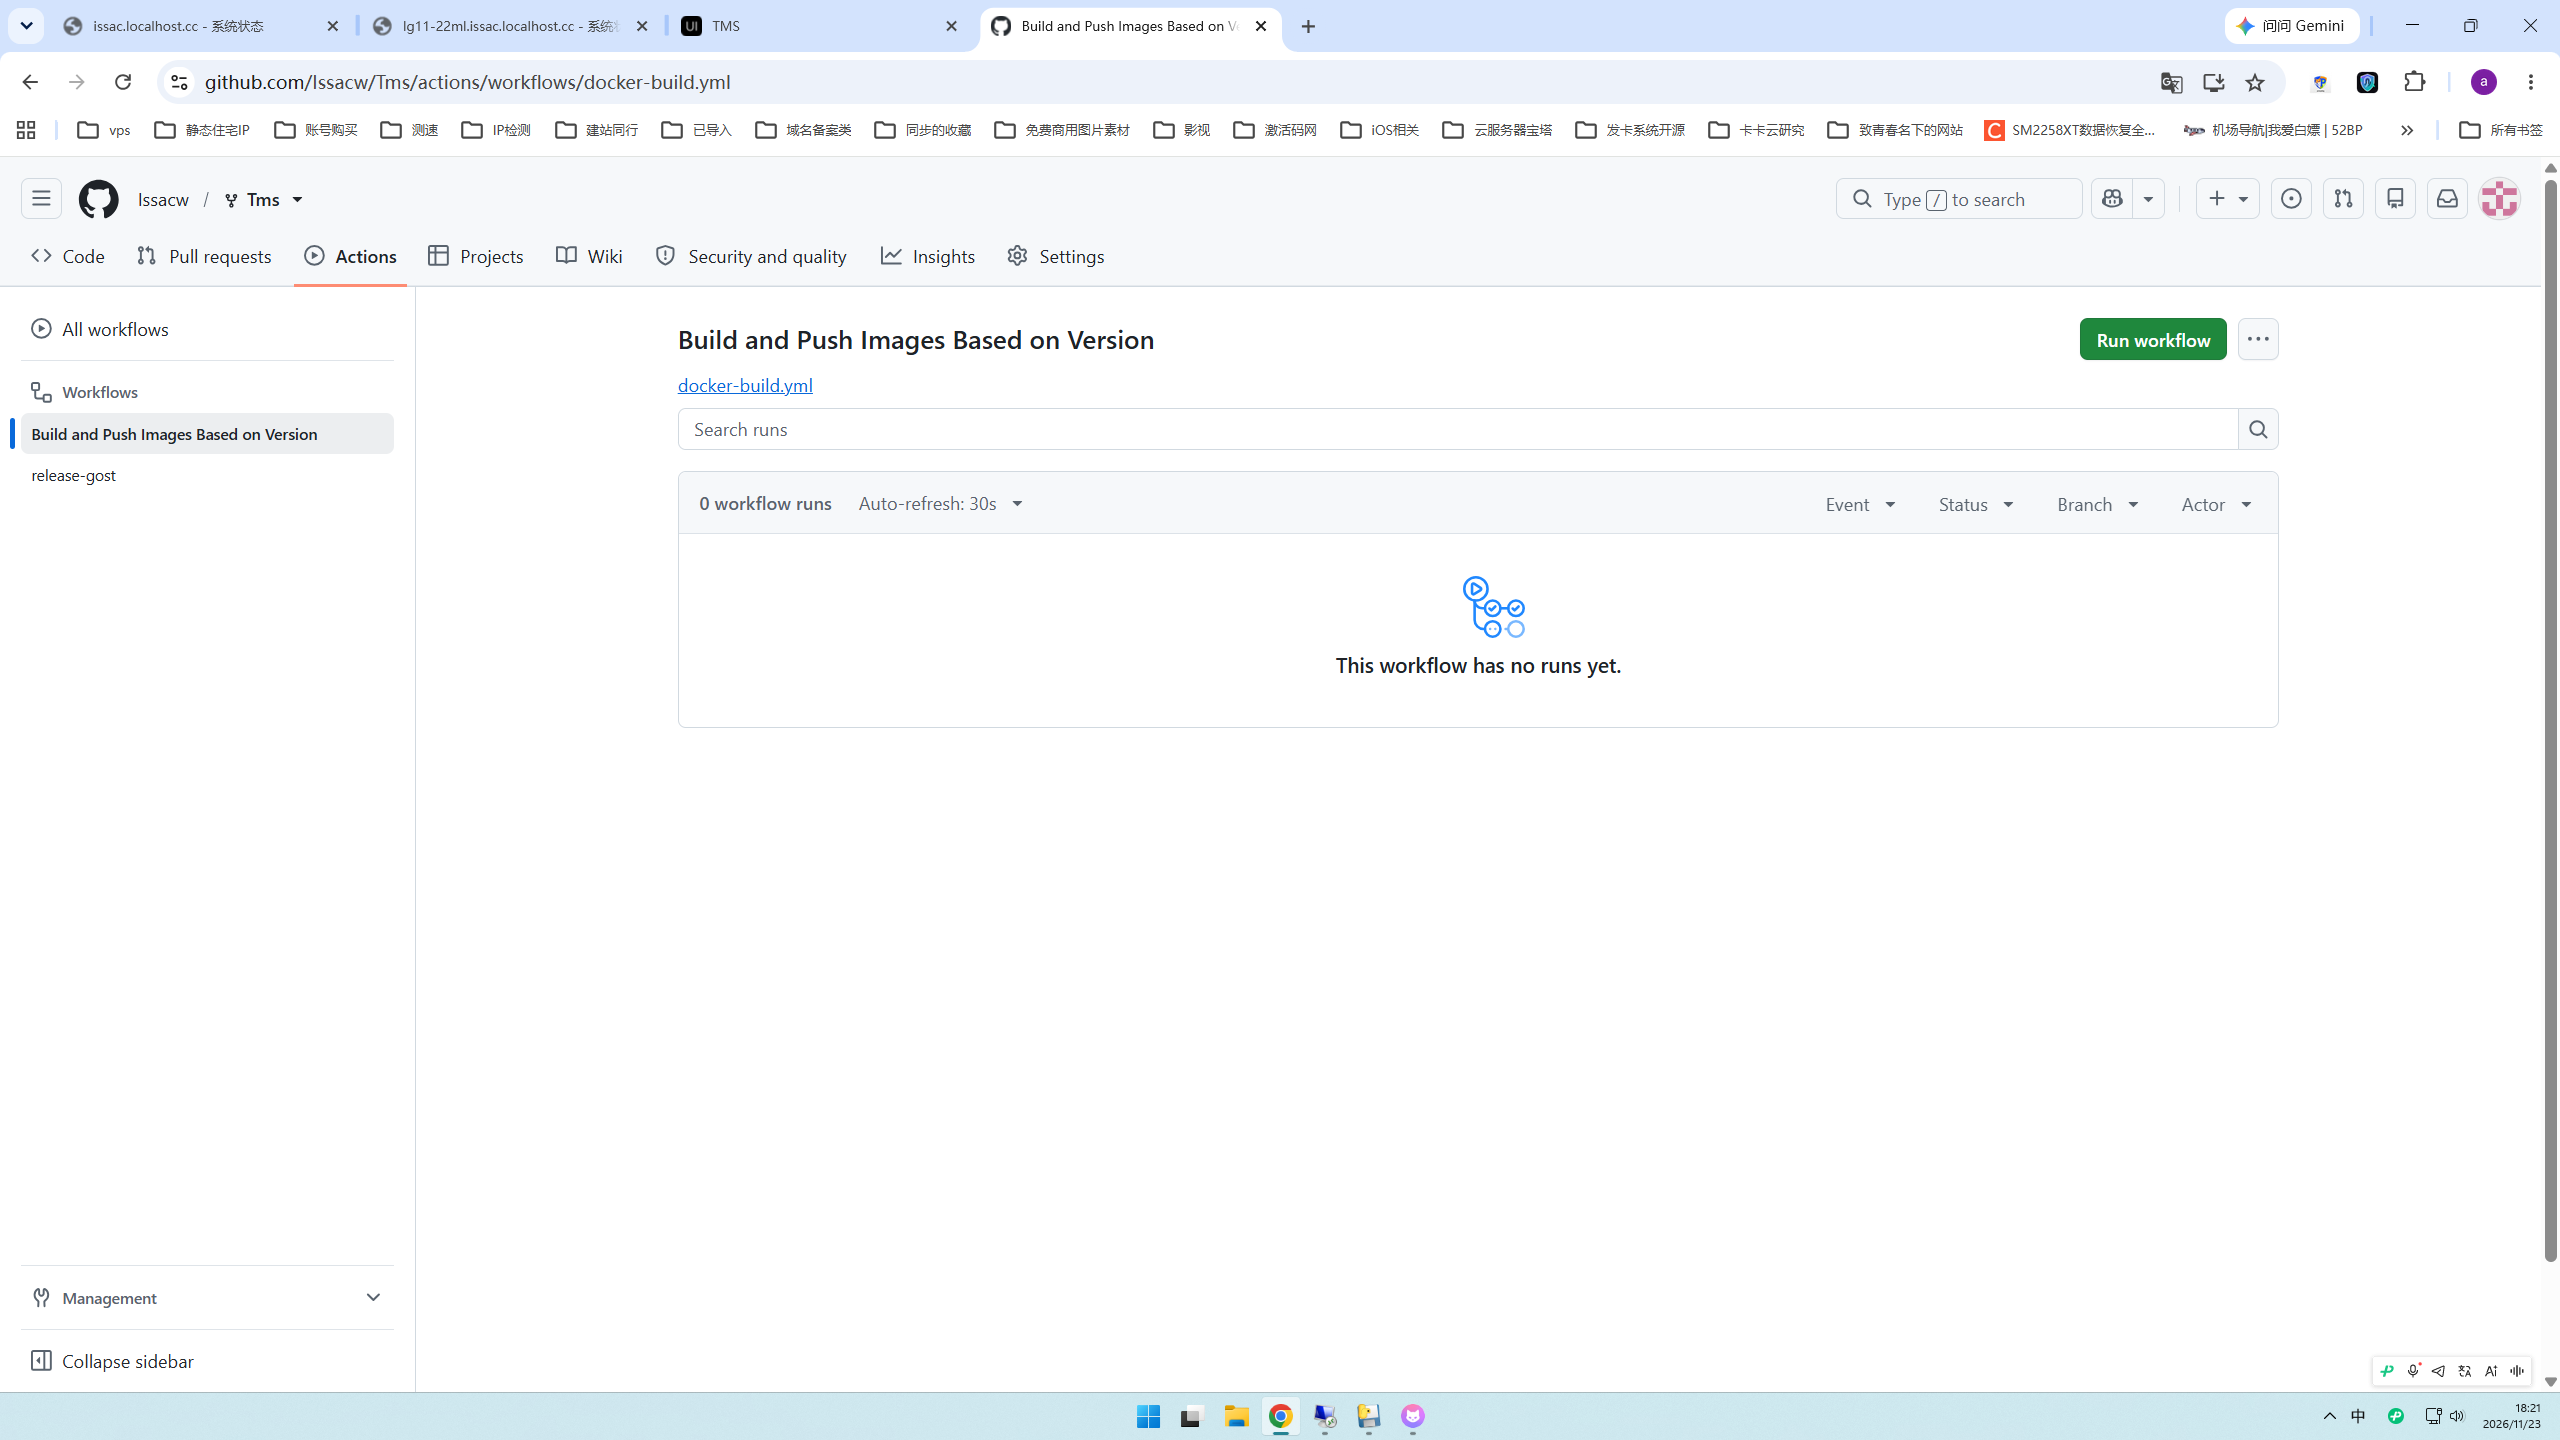 issac.localhost.cc - 系统状态
lg11-22ml.issac.localhost.cc - 系统
UI TMS
Build and Push Images Based on V
问问 Gemini
github.com/Issacw/Tms/actions/workflows/docker-build.yml
a
vps
静态住宅IP
账号购买
测速
IP检测
建站同行
已导入
域名备案类
同步的收藏
免费商用图片素材
影视
激活码网
iOS相关
云服务器宝塔
发卡系统开源
卡卡云研究
致青春名下的网站
C SM2258XT数据恢复全...
机场导航|我爱白嫖 | 52BP
所有书签
Issacw / Tms
Type / to search
Code
Pull requests
Actions
Projects
Wiki
Security and quality
Insights
Settings
All workflows
Workflows
Build and Push Images Based on Version
release-gost
Build and Push Images Based on Version
Run workflow
docker-build.yml
Search runs
0 workflow runs
Auto-refresh: 30s
Event
Status
Branch
Actor
This workflow has no runs yet.
Management
Collapse sidebar
中
18:21
2026/11/23